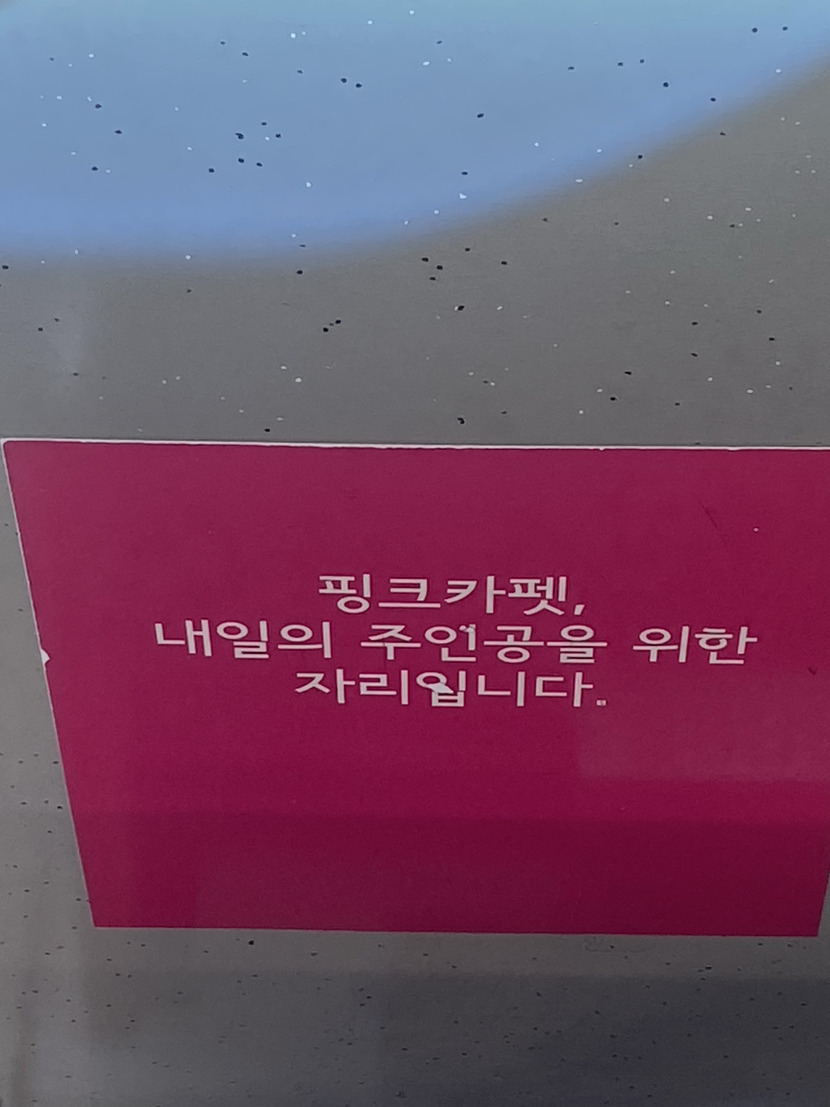 핑크카펫,
내일의 주인공을 위한
자리입니다.